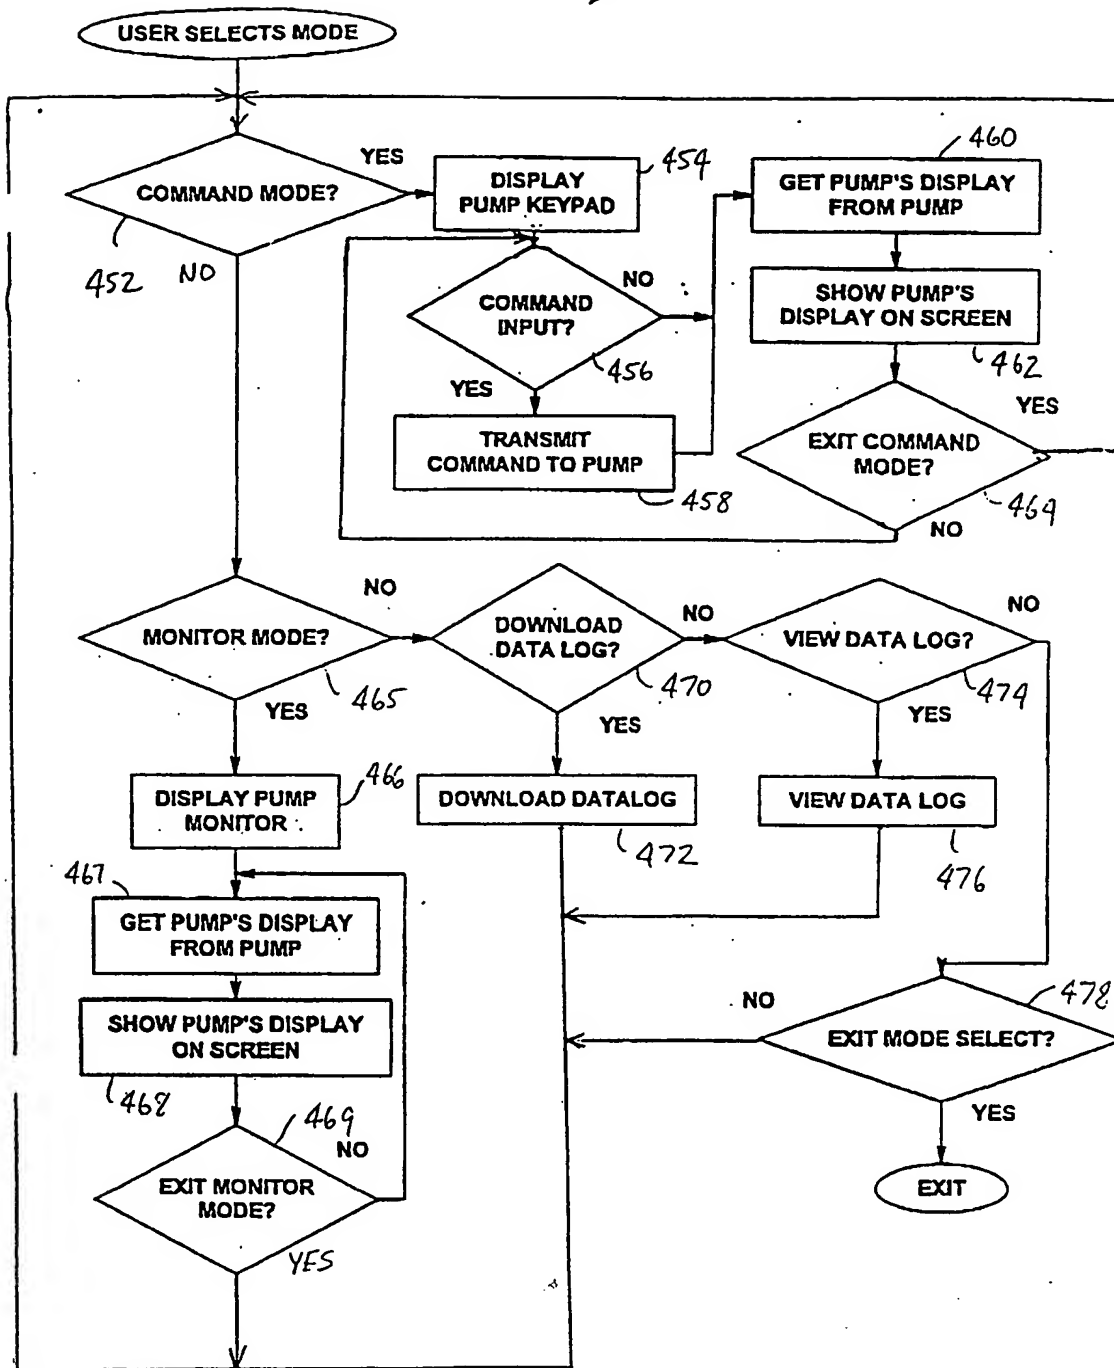 USER SELECTS MODE
COMMAND MODE?
YES
452
NO
DISPLAY
PUMP KEYPAD
454
COMMAND
INPUT?
NO
456
YES
TRANSMIT
COMMAND TO PUMP
458
460
GET PUMP'S DISPLAY
FROM PUMP
SHOW PUMP'S
DISPLAY ON SCREEN
462
YES
EXIT COMMAND
MODE?
464
NO
MONITOR MODE?
NO
465
YES
DOWNLOAD
DATA LOG?
NO
470
YES
VIEW DATA LOG?
NO
474
YES
DISPLAY PUMP
MONITOR
466
DOWNLOAD DATALOG
472
VIEW DATA LOG
476
467
GET PUMP'S DISPLAY
FROM PUMP
SHOW PUMP'S DISPLAY
ON SCREEN
468
469
NO
EXIT MONITOR
MODE?
YES
478
NO
EXIT MODE SELECT?
YES
EXIT